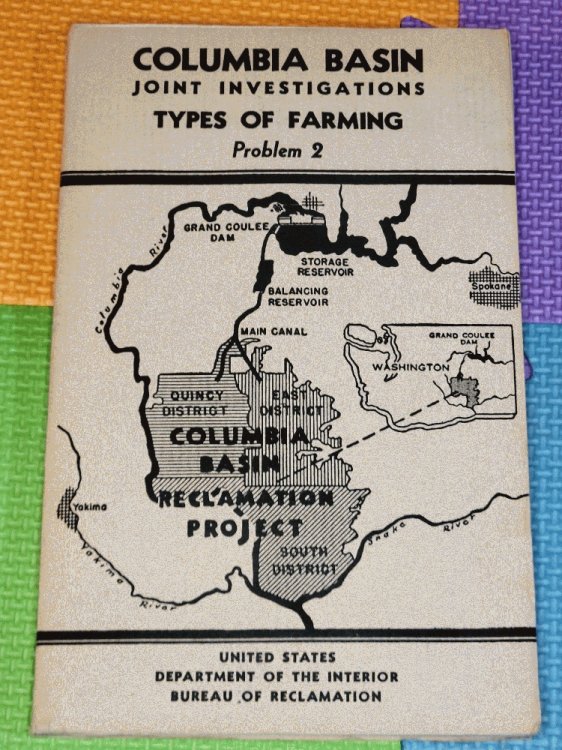 COLUMBIA BASIN
JOINT INVESTIGATIONS
TYPES OF FARMING
Problem 2
GRAND COULEE
DAM
Columbia River
STORAGE
RESERVOIR
BALANCING
RESERVOIR
Spokane
MAIN CANAL
GRAND COULEE
DAM
WASHINGTON
QUINCY
DISTRICT
EAST
DISTRICT
COLUMBIA
BASIN
RECLAMATION
PROJECT
Yakima
Yakima River
Snake River
SOUTH
DISTRICT
UNITED STATES
DEPARTMENT OF THE INTERIOR
BUREAU OF RECLAMATION